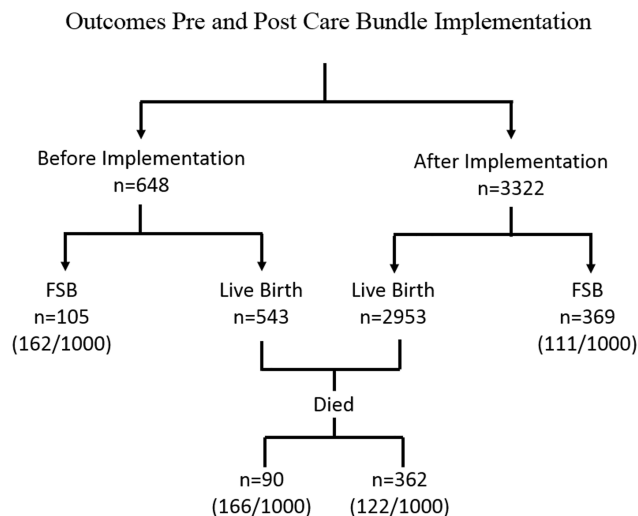 Outcomes Pre and Post Care Bundle Implementation
Before Implementation
n=648
After Implementation
n=3322
FSB
n=105
(162/1000)
Live Birth
n=543
Live Birth
n=2953
FSB
n=369
(111/1000)
Died
n=90
(166/1000)
n=362
(122/1000)